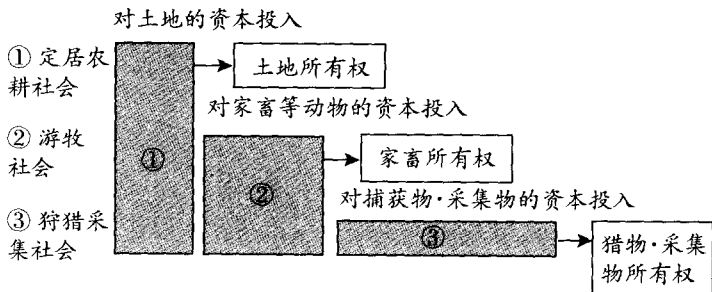 对土地的资本投入
① 定居农
耕社会
土地所有权
对家畜等动物的资本投入
② 游牧
社会
①
②
家畜所有权
对捕获物·采集物的资本投入
③ 狩猎采
集社会
③
猎物·采集
物所有权